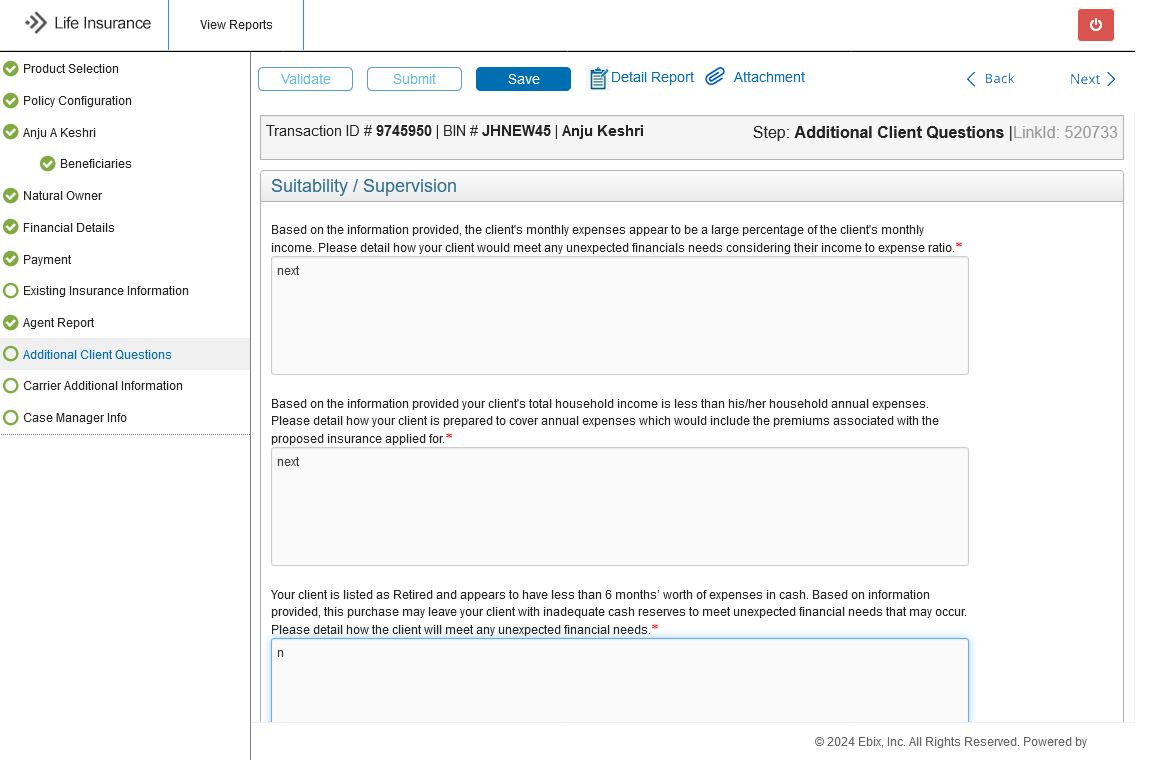 Life Insurance
View Reports
Product Selection
Policy Configuration
Anju A Keshri
Beneficiaries
Natural Owner
Financial Details
Payment
Existing Insurance Information
Agent Report
Additional Client Questions
Carrier Additional Information
Case Manager Info
Validate
Submit
Save
Detail Report
Attachment
Back
Next
Transaction ID # 9745950 | BIN # JHNEW45 | Anju Keshri
Step: Additional Client Questions |LinkId: 520733
Suitability / Supervision
Based on the information provided, the client's monthly expenses appear to be a large percentage of the client's monthly
income. Please detail how your client would meet any unexpected financials needs considering their income to expense ratio.*
next
Based on the information provided your client's total household income is less than his/her household annual expenses.
Please detail how your client is prepared to cover annual expenses which would include the premiums associated with the
proposed insurance applied for.*
next
Your client is listed as Retired and appears to have less than 6 months' worth of expenses in cash. Based on information
provided, this purchase may leave your client with inadequate cash reserves to meet unexpected financial needs that may occur.
Please detail how the client will meet any unexpected financial needs.*
n
© 2024 Ebix, Inc. All Rights Reserved. Powered by